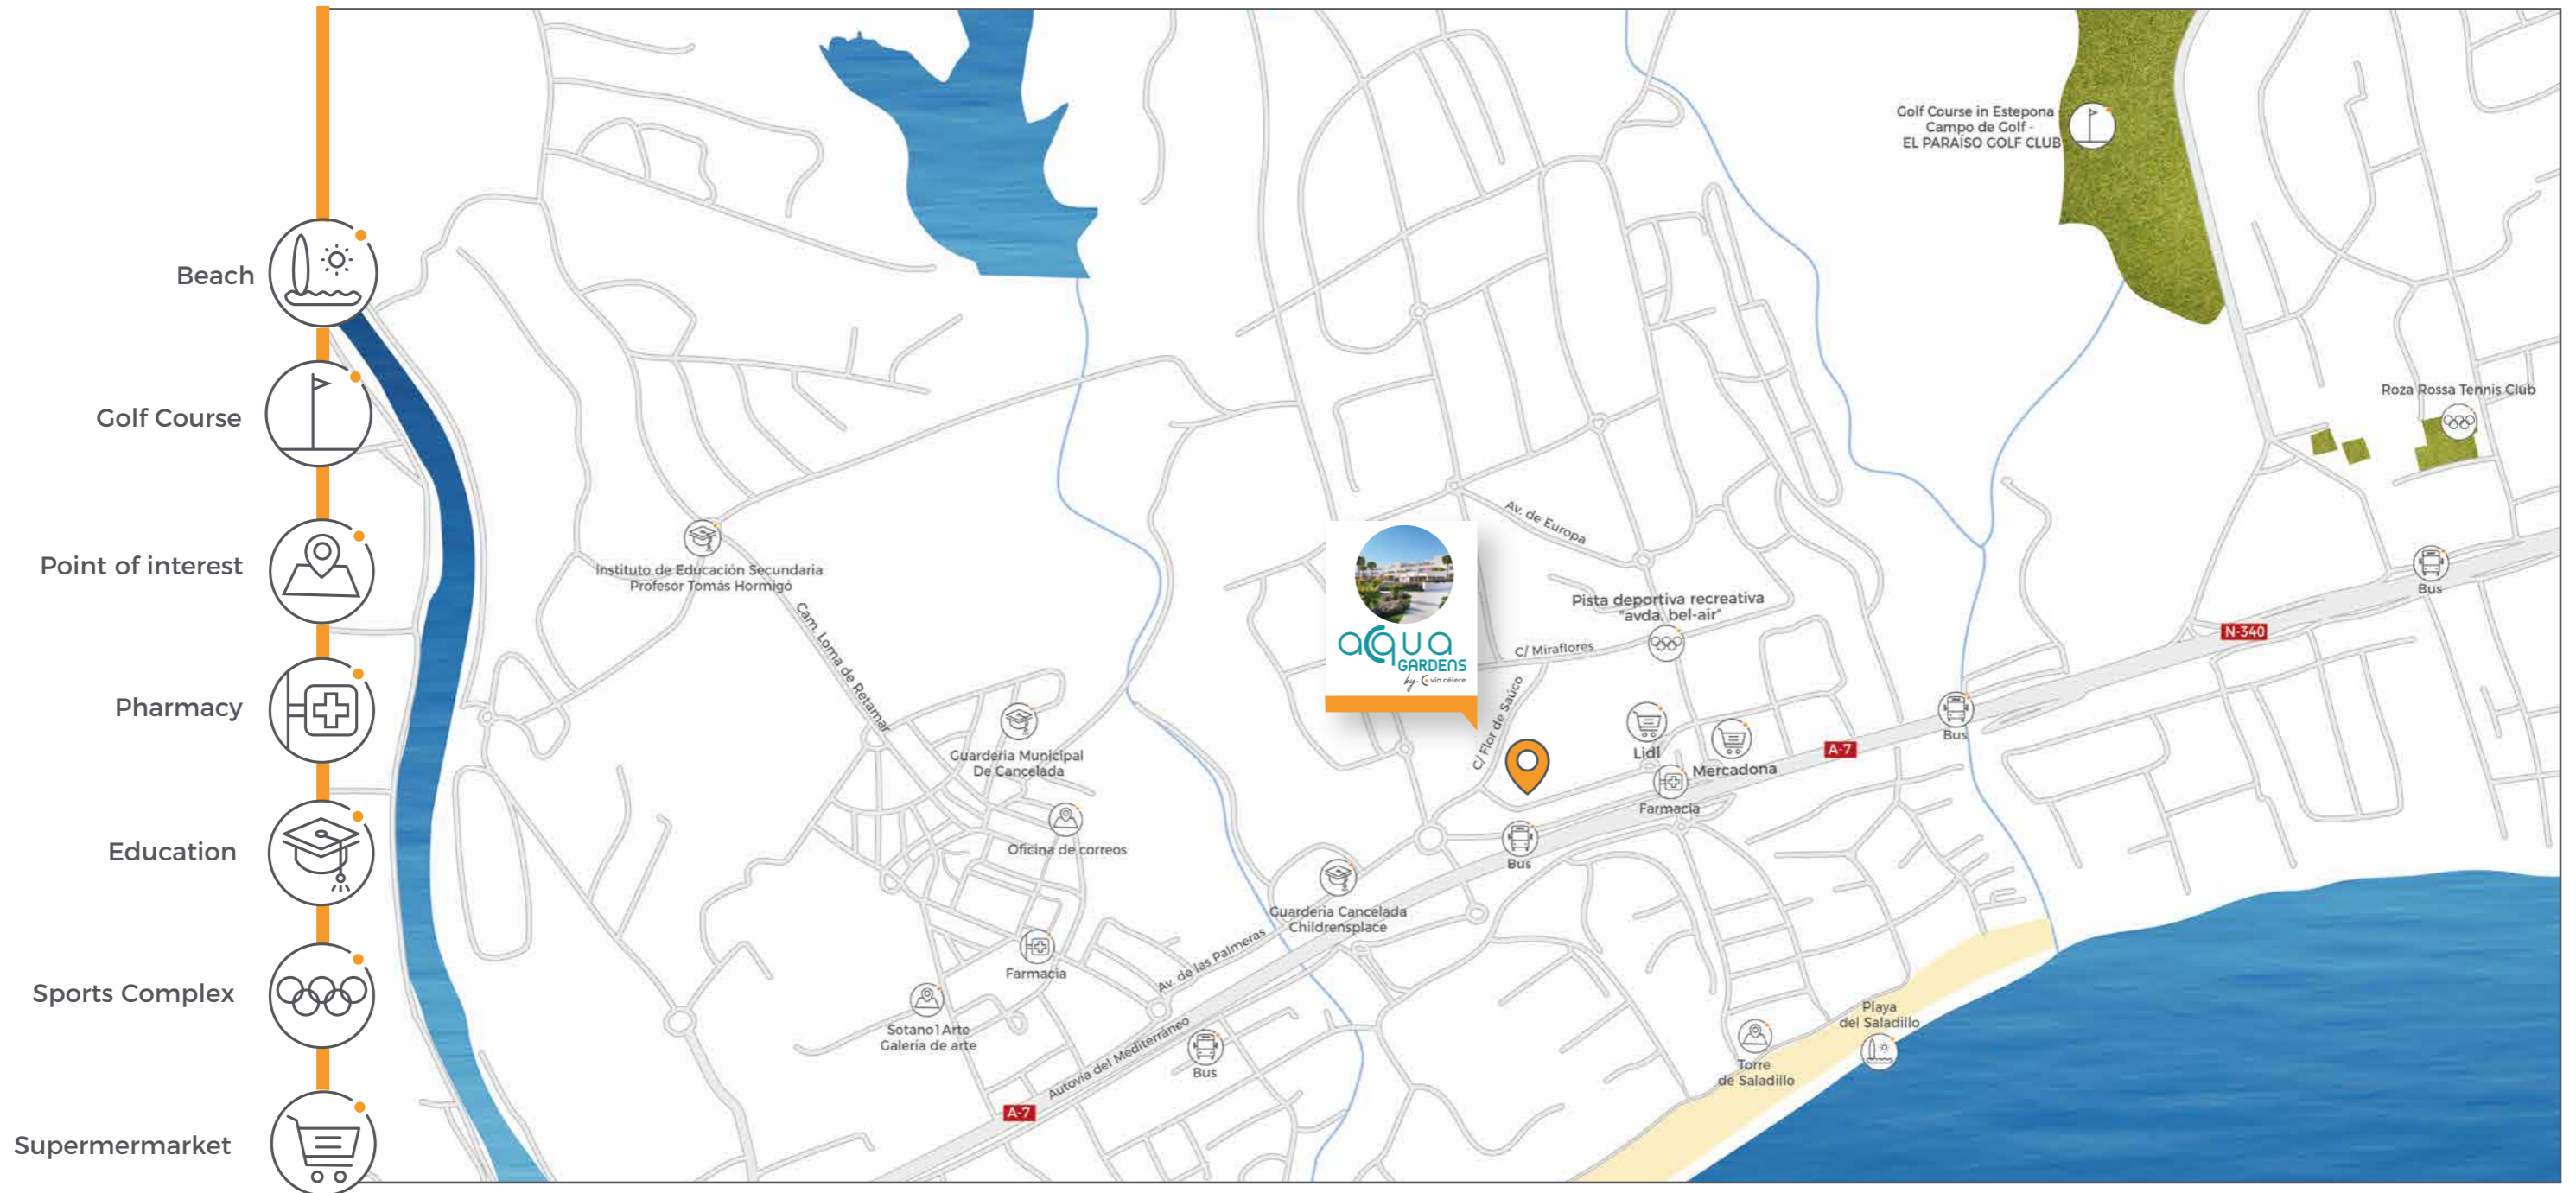 Beach
Golf Course
Point of interest
Pharmacy
Education
Sports Complex
Supermermarket
Golf Course in Estepona
Campo de Golf -
EL PARAÍSO GOLF CLUB
Roza Rossa Tennis Club
Bus
N-340
Av. de Europa
Instituto de Educación Secundaria
Profesor Tomás Hormigó
Cam. Loma de Retamar
acqua
GARDENS
by vía célere
Pista deportiva recreativa
"avda. bel-air"
C/ Miraflores
C/ Flor de Saúco
Lidl
Mercadona
A-7
Bus
Farmacia
Guarderia Municipal
De Cancelada
Oficina de correos
Bus
Guarderia Cancelada
Childrensplace
Farmacia
Av. de las Palmeras
Sotano1Arte
Galería de arte
Autovía del Mediterráneo
Bus
A-7
Playa
del Saladillo
Torre
de Saladillo